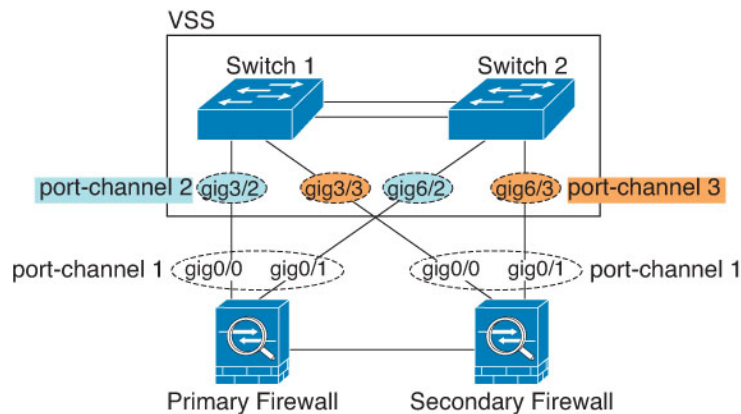 VSS
Switch 1
Switch 2
port-channel 2
gig3/2
gig3/3
gig6/2
gig6/3
port-channel 3
port-channel 1
gig0/0
gig0/1
gig0/0
gig0/1
port-channel 1
Primary Firewall
Secondary Firewall